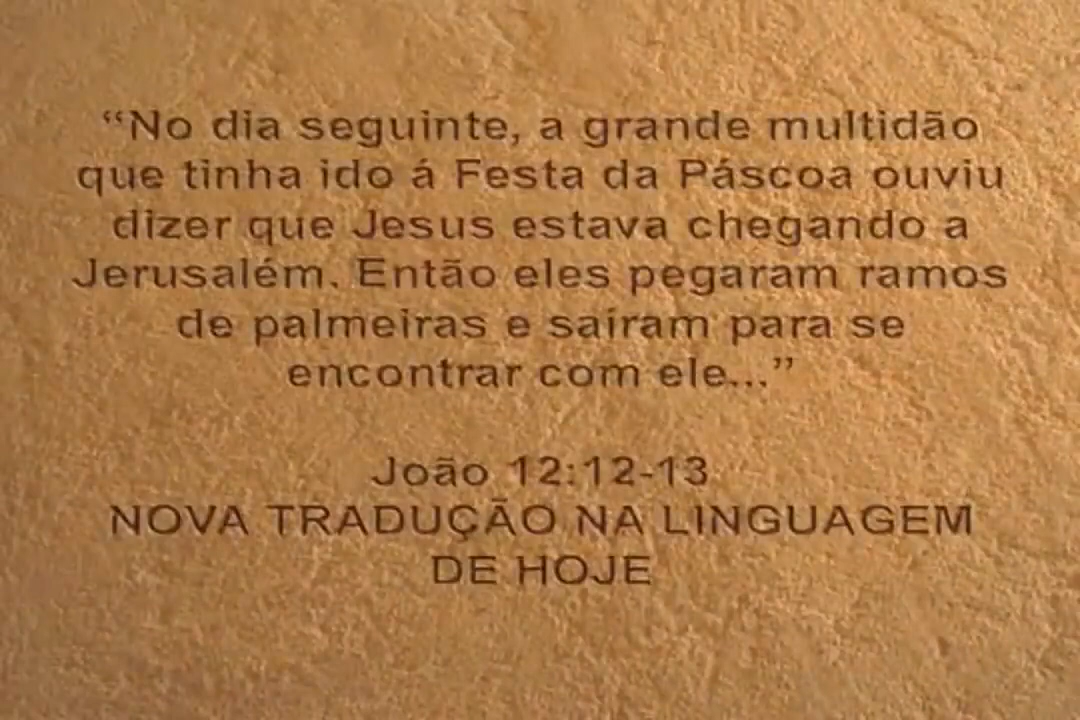 “No dia seguinte, a grande multidão
que tinha ido á Festa da Páscoa ouviu
dizer que Jesus estava chegando a
Jerusalém. Então eles pegaram ramos
de palmeiras e saíram para se
encontrar com ele...”
João 12:12-13
NOVA TRADUÇÃO NA LINGUAGEM
DE HOJE